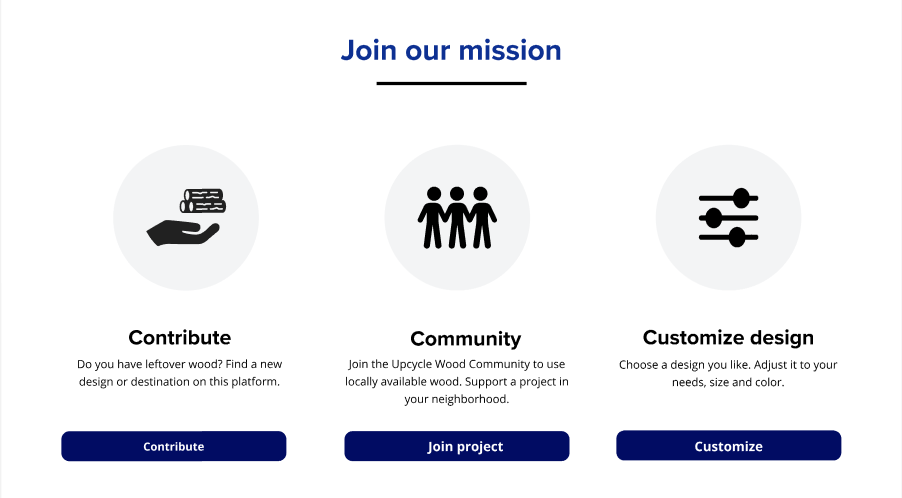 Join our mission
Contribute
Do you have leftover wood? Find a new
design or destination on this platform.
Contribute
Community
Join the Upcycle Wood Community to use
locally available wood. Support a project in
your neighborhood.
Join project
Customize design
Choose a design you like. Adjust it to your
needs, size and color.
Customize